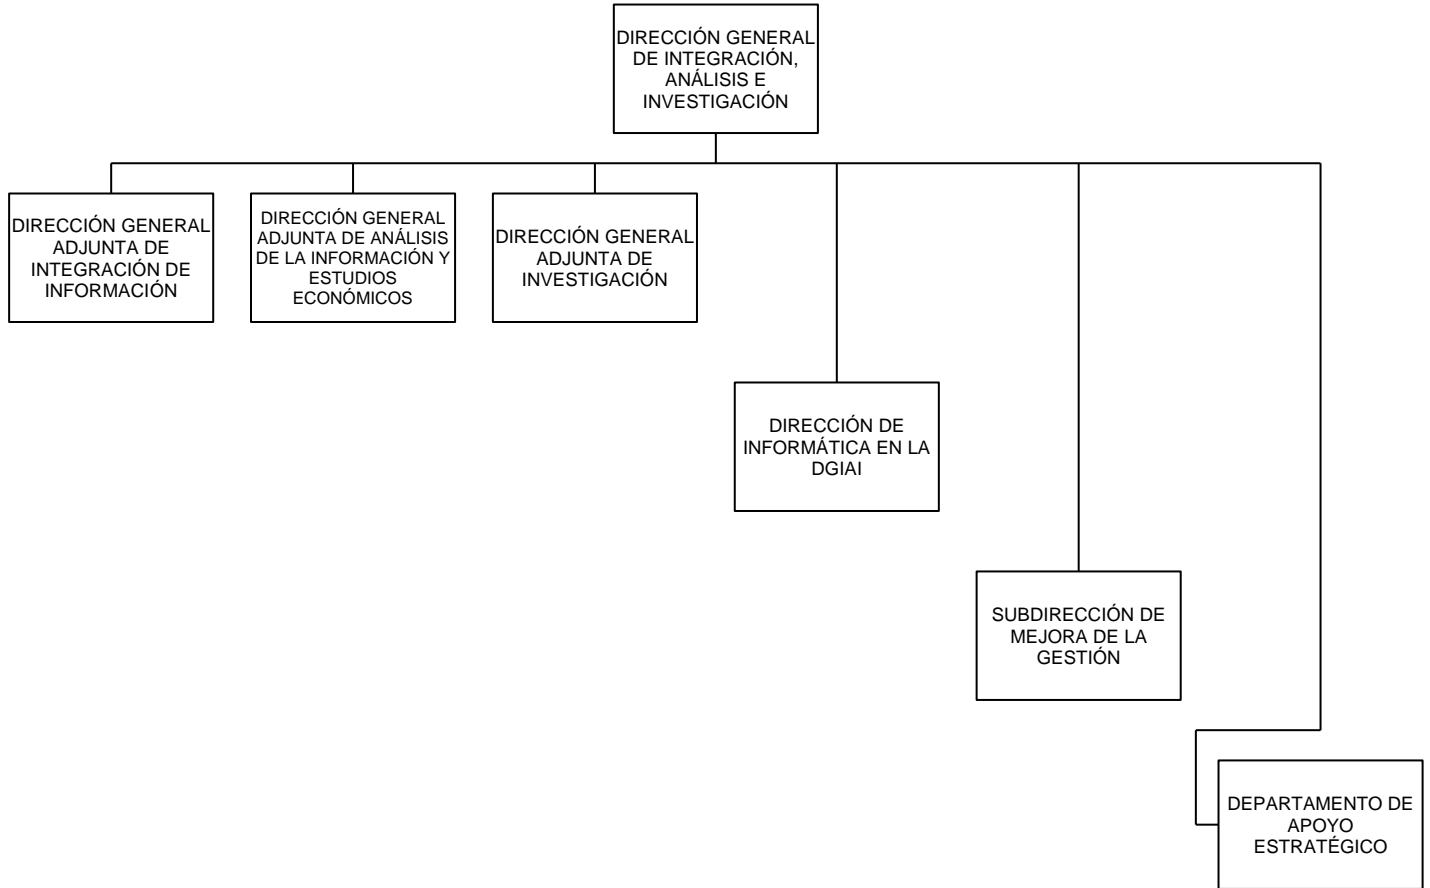 DIRECCIÓN GENERAL
DE INTEGRACIÓN,
ANÁLISIS E
INVESTIGACIÓN
DIRECCIÓN GENERAL
ADJUNTA DE
INTEGRACIÓN DE
INFORMACIÓN
DIRECCIÓN GENERAL
ADJUNTA DE ANÁLISIS
DE LA INFORMACIÓN Y
ESTUDIOS
ECONÓMICOS
DIRECCIÓN GENERAL
ADJUNTA DE
INVESTIGACIÓN
DIRECCIÓN DE
INFORMÁTICA EN LA
DGIAI
SUBDIRECCIÓN DE
MEJORA DE LA
GESTIÓN
DEPARTAMENTO DE
APOYO
ESTRATÉGICO